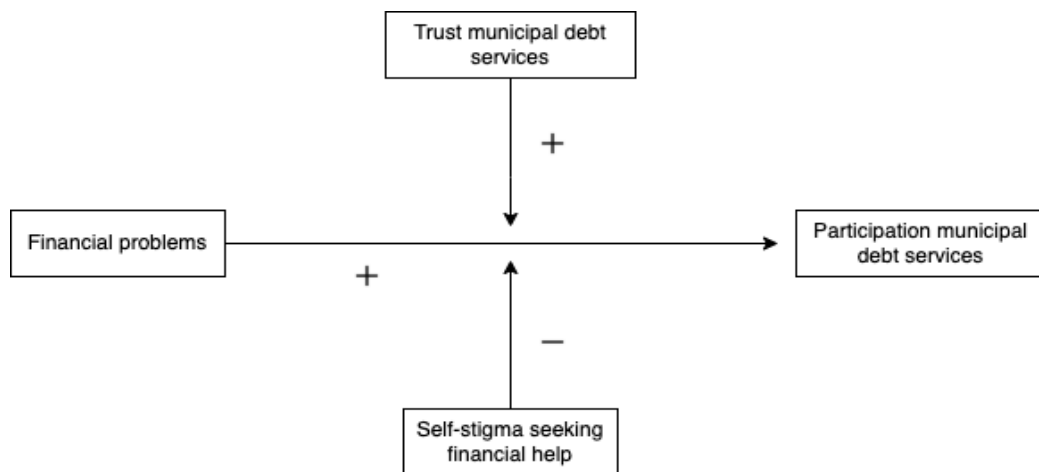 Trust municipal debt
services
+
Financial problems
Participation municipal
debt services
+
−
Self-stigma seeking
financial help